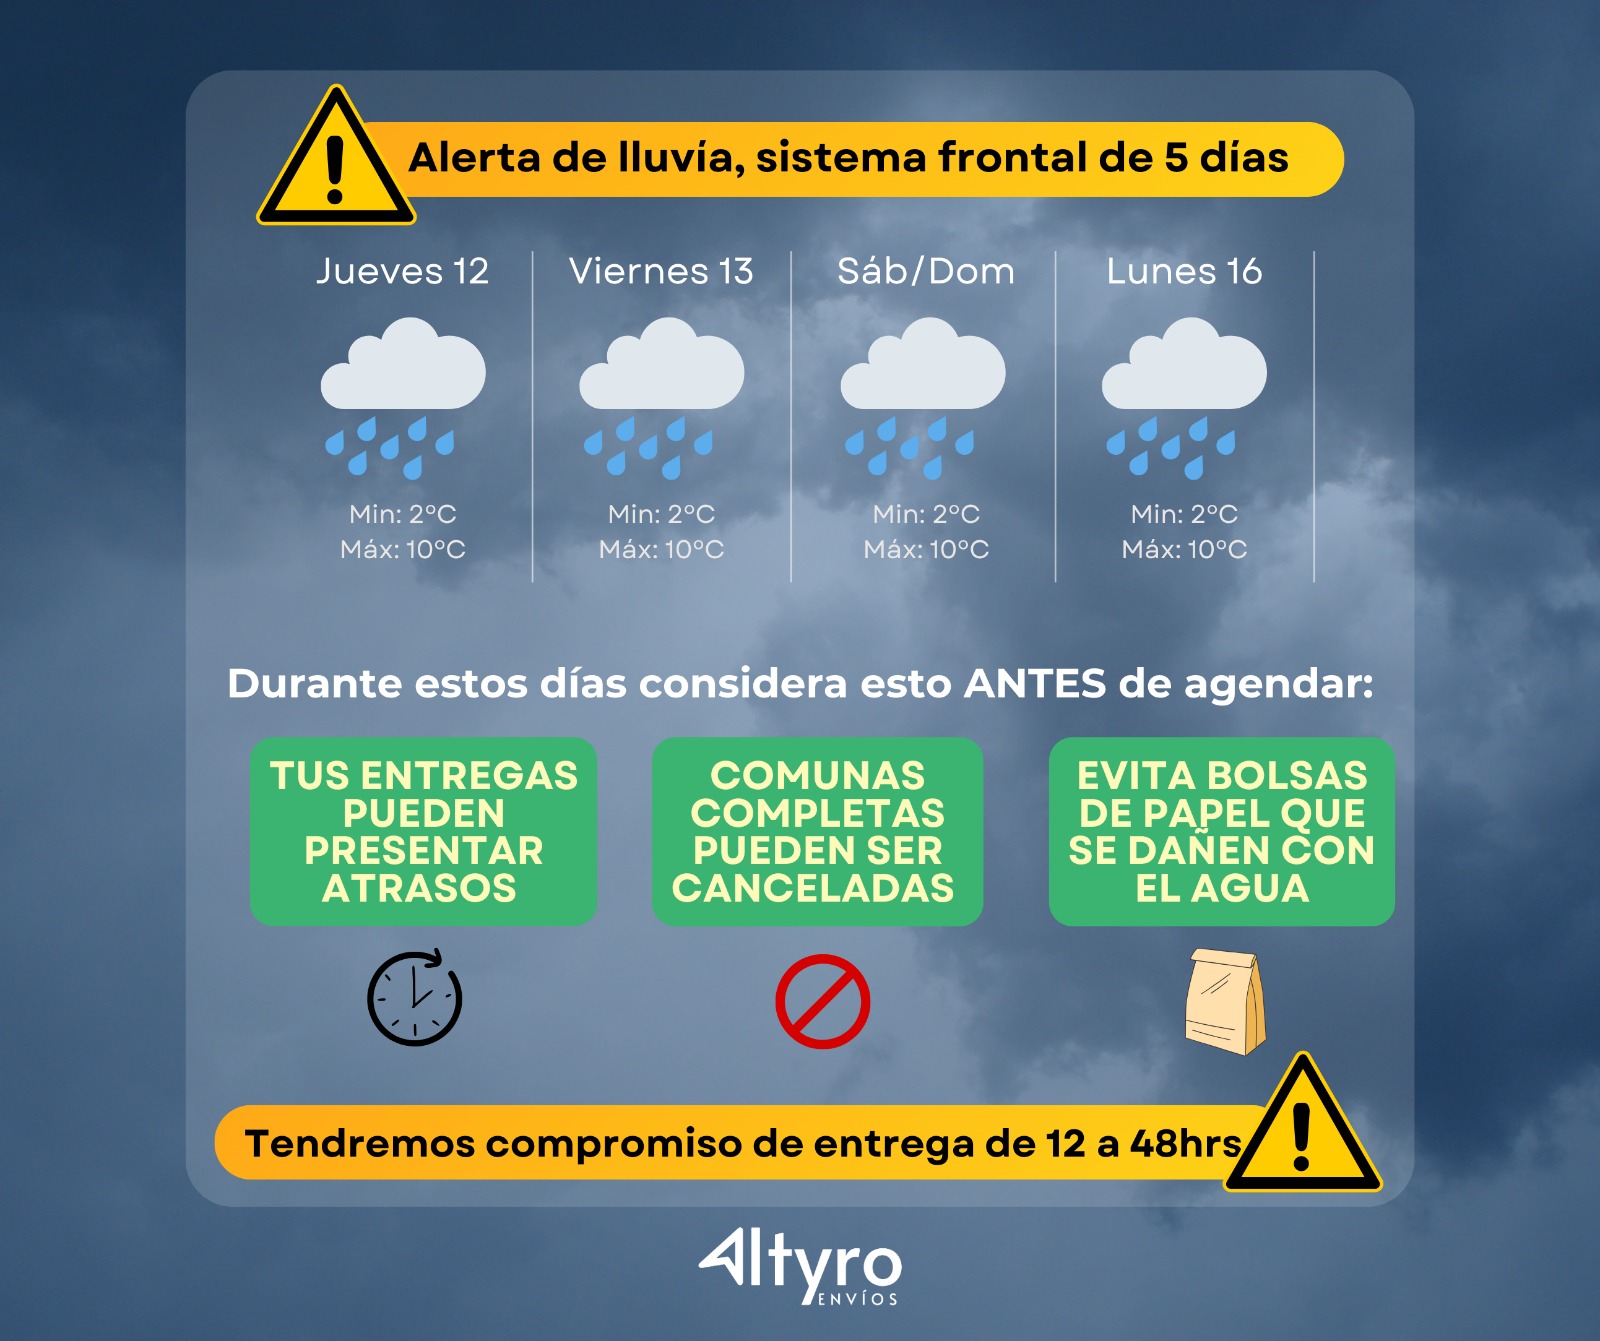 Alerta de lluvía, sistema frontal de 5 días
Jueves 12
Viernes 13
Sáb/Dom
Lunes 16
Min: 2°C
Máx: 10°C
Min: 2°C
Máx: 10°C
Min: 2°C
Máx: 10°C
Min: 2°C
Máx: 10°C
Durante estos días considera esto ANTES de agendar:
TUS ENTREGAS
PUEDEN
PRESENTAR
ATRASOS
COMUNAS
COMPLETAS
PUEDEN SER
CANCELADAS
EVITA BOLSAS
DE PAPEL QUE
SE DAÑEN CON
EL AGUA
Tendremos compromiso de entrega de 12 a 48hrs
Altyro
ENVÍOS